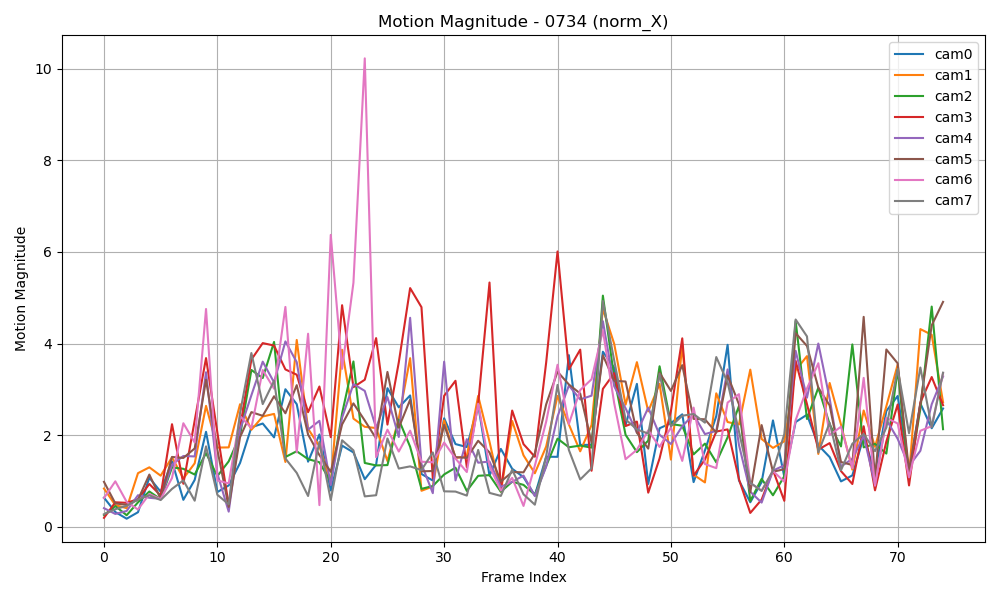 Motion Magnitude - 0734 (norm_X)
Motion Magnitude
10
8
6
4
2
0
0 10 20 30 40 50 60 70
Frame Index
cam0
cam1
cam2
cam3
cam4
cam5
cam6
cam7